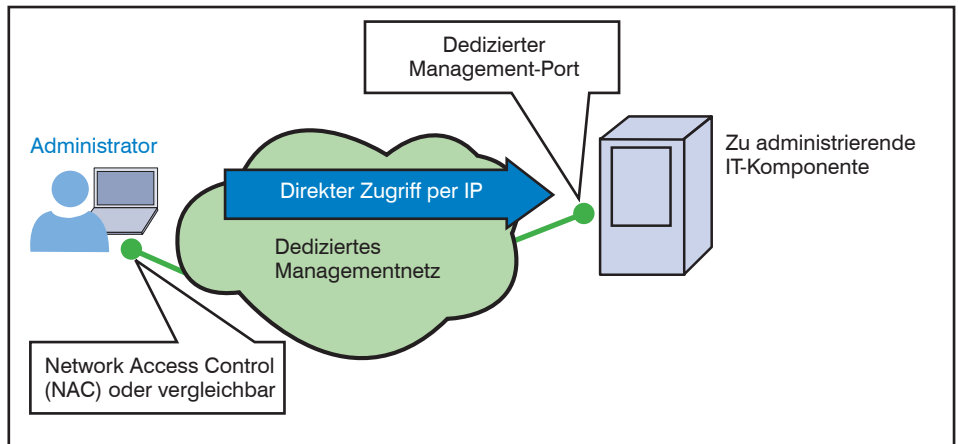 Dedizierter
Management-Port
Administrator
Zu administrierende
IT-Komponente
Direkter Zugriff per IP
Dediziertes
Managementnetz
Network Access Control
(NAC) oder vergleichbar